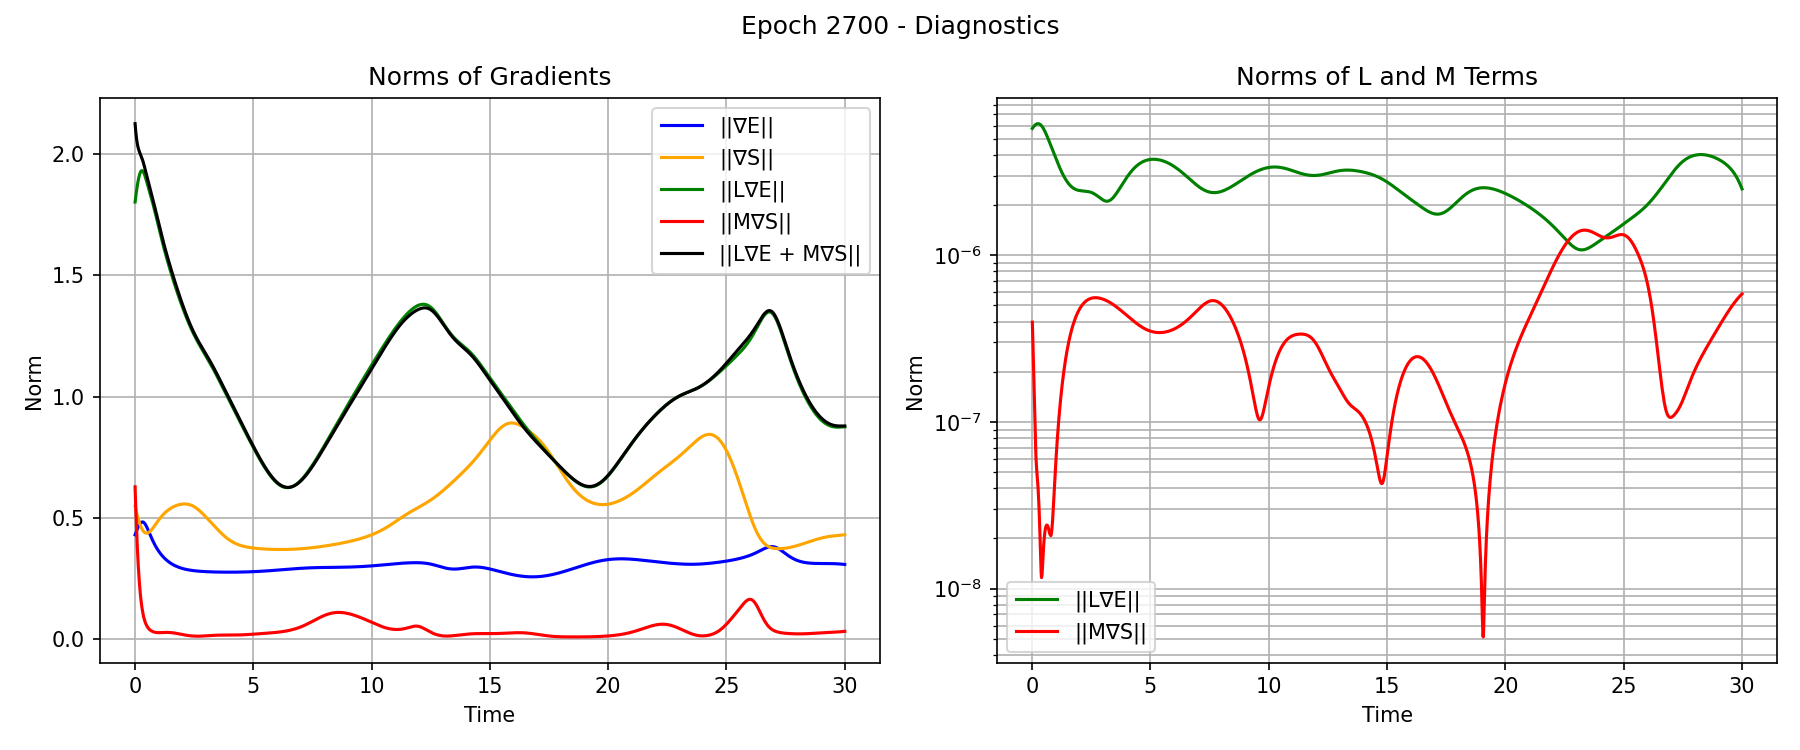 Epoch 2700 - Diagnostics
Norms of Gradients
Norm
2.0
1.5
1.0
0.5
0.0
0 5 10 15 20 25 30
Time
||∇E||
||∇S||
||L∇E||
||M∇S||
||L∇E + M∇S||
Norms of L and M Terms
Norm
10⁻⁶
10⁻⁷
10⁻⁸
0 5 10 15 20 25 30
Time
||L∇E||
||M∇S||